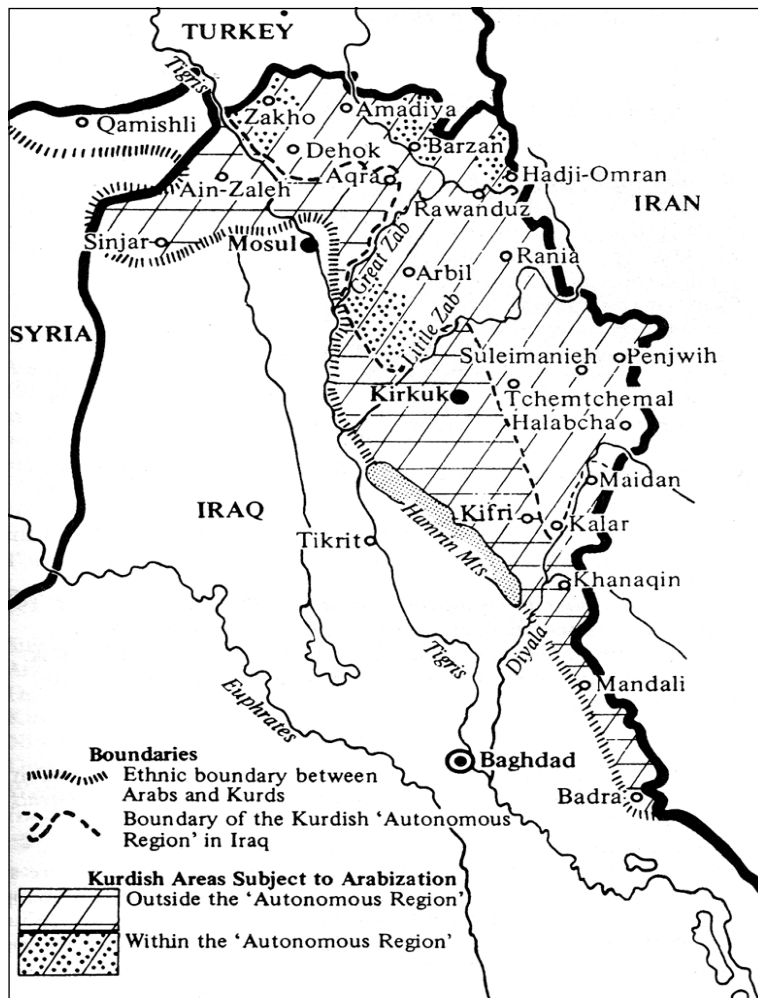 TURKEY
Tigris
Zakho
Amadiya
Qamishli
Barzan
Dehok
Hadji-Omran
Aqra
Ain-Zaleh
Rawanduz
IRAN
Sinjar
Mosul
Great Zab
Rania
Arbil
SYRIA
Little Zab
Suleimanieh
Penjwih
Kirkuk
Tchemtchemal
Halabcha
Maidan
IRAQ
Hamrin Mts
Kifri
Kalar
Tikrit
Khanaqin
Diyala
Tigris
Euphrates
Mandali
Baghdad
Badra
Boundaries
Ethnic boundary between
Arabs and Kurds
Boundary of the Kurdish 'Autonomous
Region' in Iraq
Kurdish Areas Subject to Arabization
Outside the 'Autonomous Region'
Within the 'Autonomous Region'